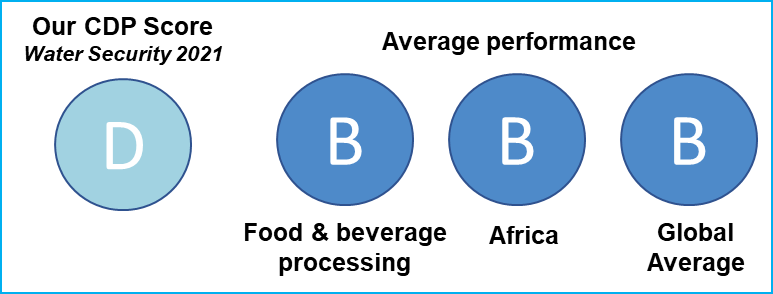 Our CDP Score
Water Security 2021
D
Average performance
B
B
B
Food & beverage
processing
Africa
Global
Average